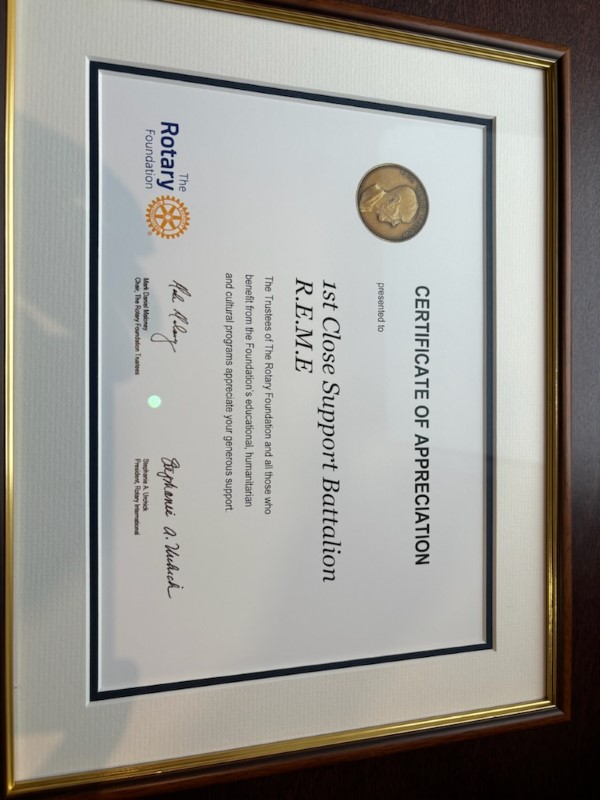 CERTIFICATE OF APPRECIATION
presented to
1st Close Support Battalion
R.E.M.E
The Trustees of The Rotary Foundation and all those who
benefit from the Foundation's educational, humanitarian
and cultural programs appreciate your generous support.
The
Rotary
Foundation
Mark Daniel Maloney
Chair, The Rotary Foundation Trustees
Stephanie A. Urchick
Stephanie A. Urchick
President, Rotary International